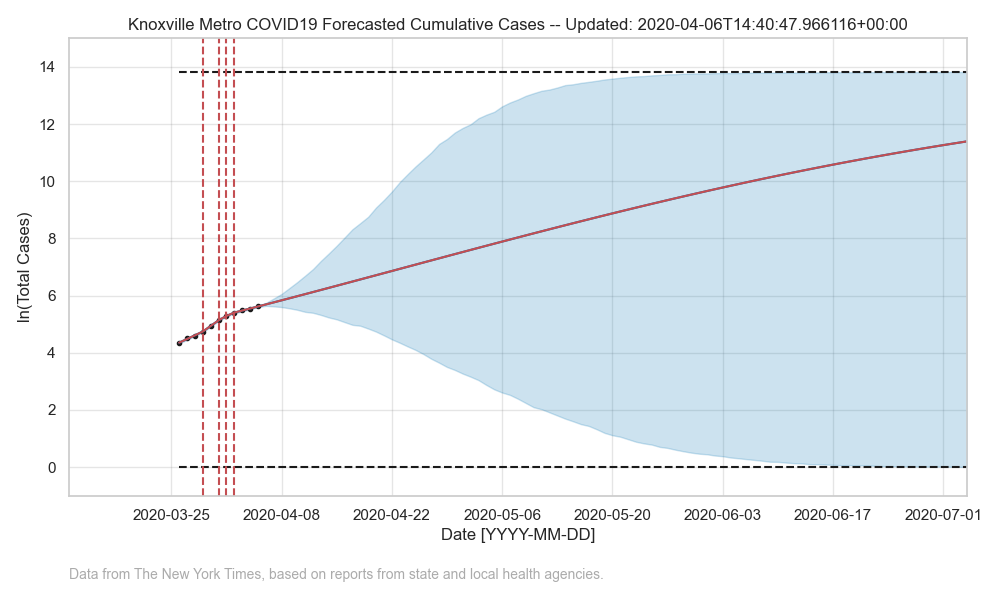 Knoxville Metro COVID19 Forecasted Cumulative Cases -- Updated: 2020-04-06T14:40:47.966116+00:00
14
12
10
8
6
4
2
0
ln(Total Cases)
2020-03-25 2020-04-08 2020-04-22 2020-05-06 2020-05-20 2020-06-03 2020-06-17 2020-07-01
Date [YYYY-MM-DD]
Data from The New York Times, based on reports from state and local health agencies.